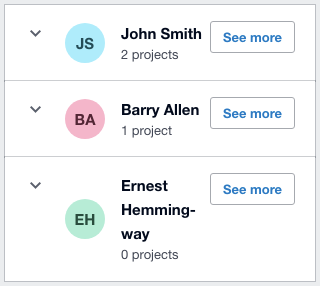 JS
John Smith
2 projects
See more
BA
Barry Allen
1 project
See more
EH
Ernest
Hemming-
way
0 projects
See more